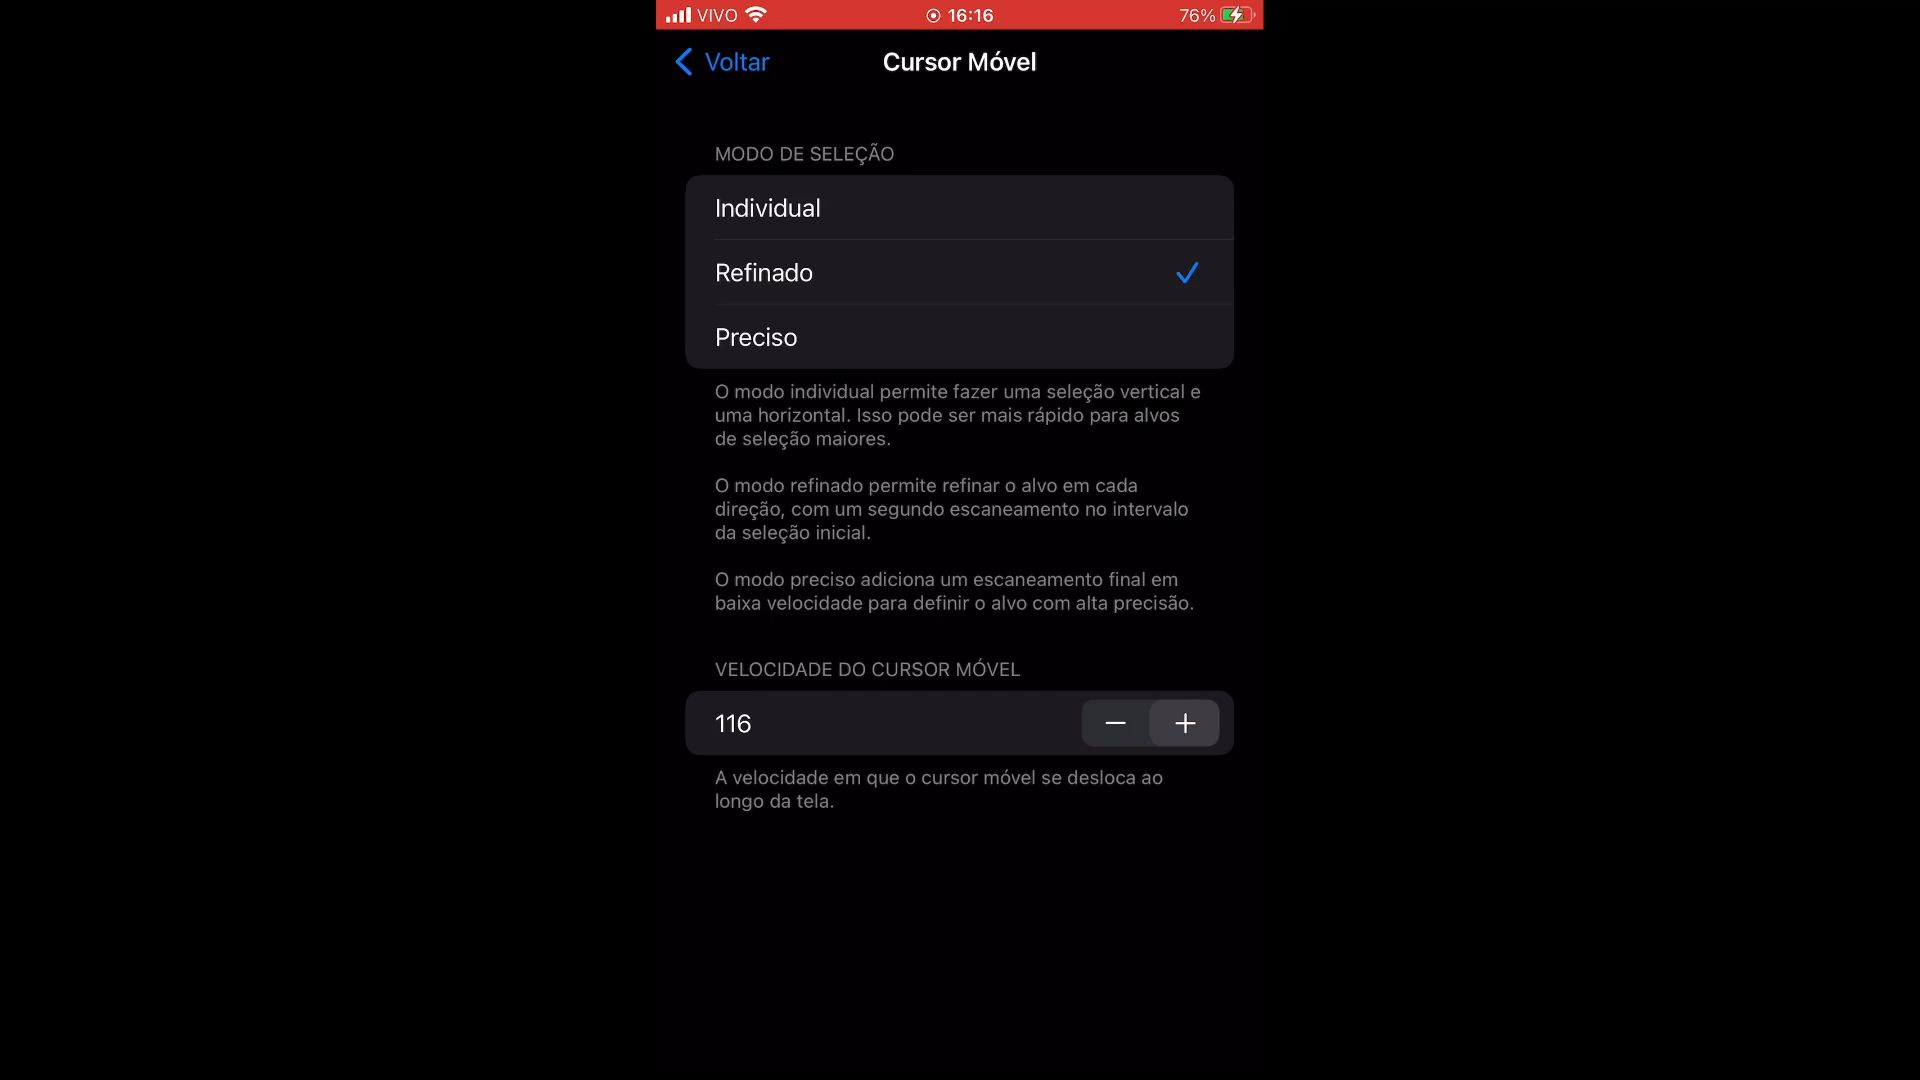 VIVO 16:16 76%
Voltar Cursor Móvel
MODO DE SELEÇÃO
Individual
Refinado
Preciso
O modo individual permite fazer uma seleção vertical e
uma horizontal. Isso pode ser mais rápido para alvos
de seleção maiores.
O modo refinado permite refinar o alvo em cada
direção, com um segundo escaneamento no intervalo
da seleção inicial.
O modo preciso adiciona um escaneamento final em
baixa velocidade para definir o alvo com alta precisão.
VELOCIDADE DO CURSOR MÓVEL
116 − +
A velocidade em que o cursor móvel se desloca ao
longo da tela.